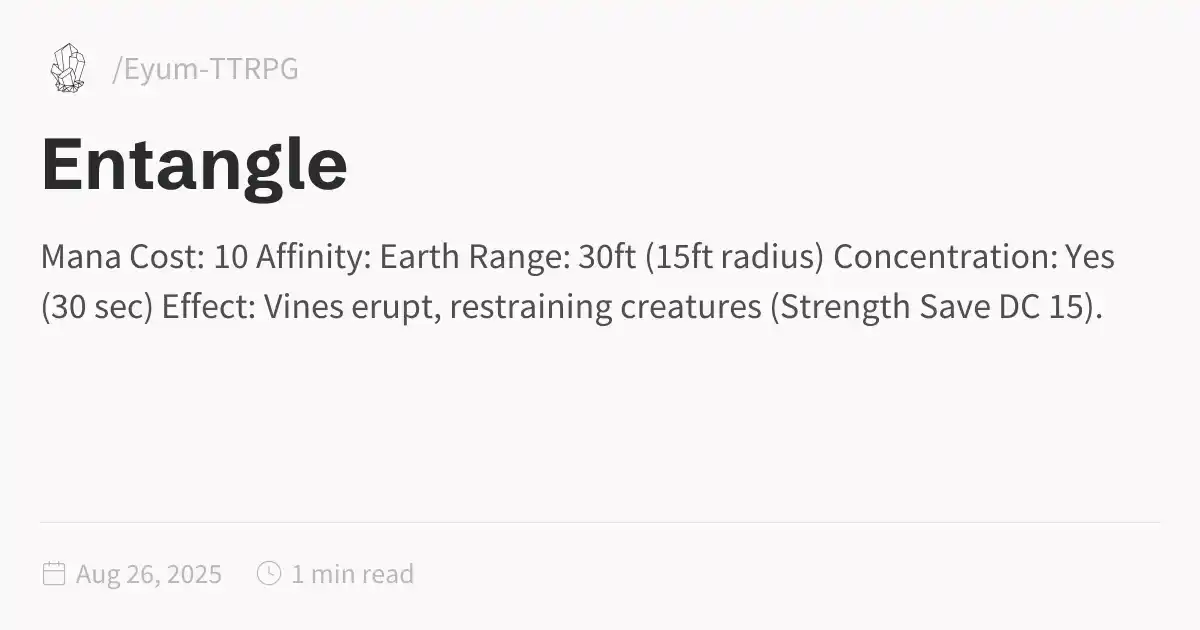 /Eyum-TTRPG
Entangle
Mana Cost: 10 Affinity: Earth Range: 30ft (15ft radius) Concentration: Yes
(30 sec) Effect: Vines erupt, restraining creatures (Strength Save DC 15).
Aug 26, 2025 1 min read